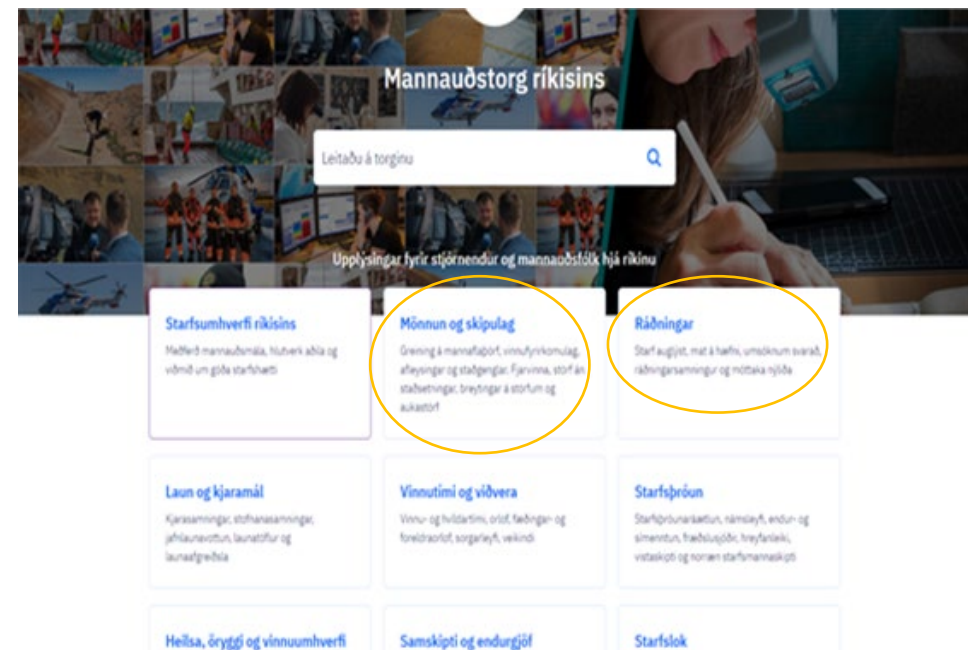 Mannauðstorg ríkisins
Leitaðu á torginu
Upplýsingar fyrir stjórnendur og mannauðsfólk hjá ríkinu
Starfsumhverfi ríkisins
Meðferð mannauðsmála, hlutverk aðila og
viðmið um góða starfshætti
Mönnun og skipulag
Greining á mannaflaþörf, vinnufyrirkomulag,
afleysingar og staðgenglar. Fjarvinna, störf án
staðsetningar, breytingar á störfum og
aukastörf
Ráðningar
Starf auglýst, mat á hæfni, umsóknum svarað,
ráðningarsamningur og móttaka nýliða
Laun og kjaramál
Kjarasamningar, stofnanasamningar,
jafnlaunavottun, launatöflur og
launaafgreiðsla
Vinnutími og viðvera
Vinnu- og hvíldartími, orlof, fæðingar- og
foreldraorlof, sorgarleyfi, veikindi
Starfsþróun
Starfsþróunaráætlun, námsleyfi, endur- og
símenntun, fræðslusjóðir, hreyfanleiki,
vistaskipti og norræn starfsmannaskipti
Heilsa, öryggi og vinnuumhverfi
Samskipti og endurgjöf
Starfslok